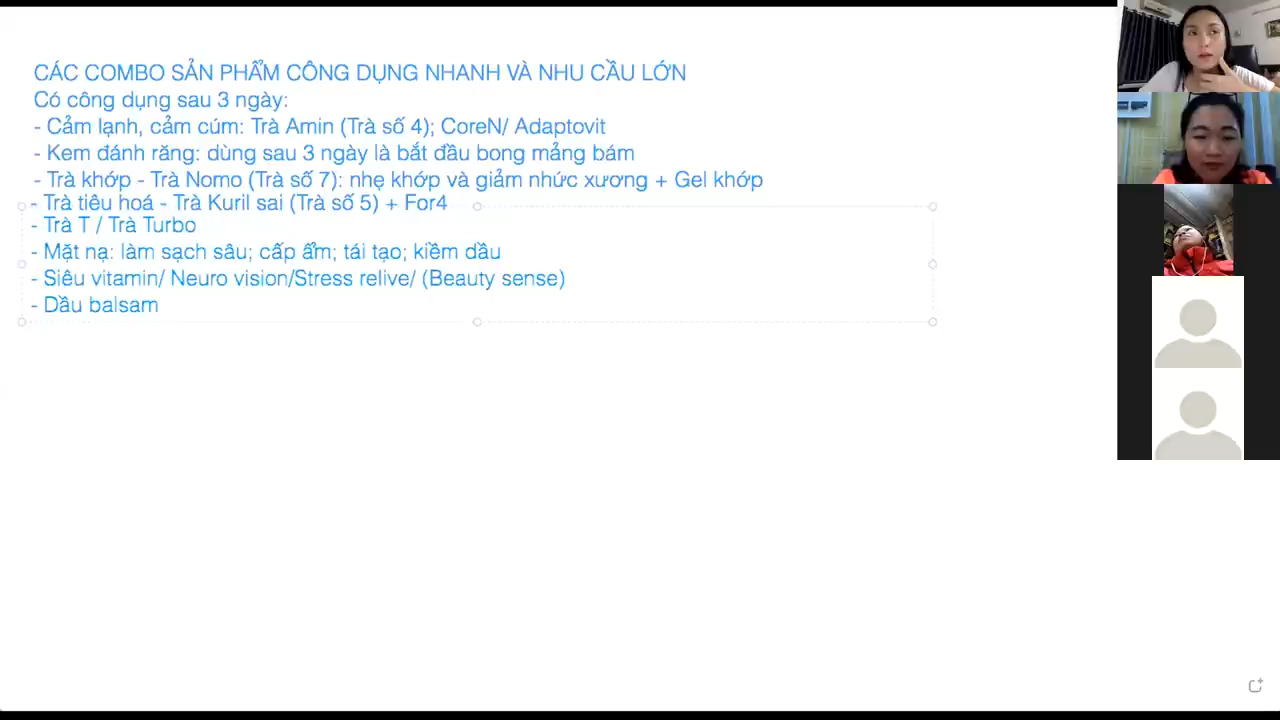 CÁC COMBO SẢN PHẨM CÔNG DỤNG NHANH VÀ NHU CẦU LỚN
Có công dụng sau 3 ngày:
- Cảm lạnh, cảm cúm: Trà Amin (Trà số 4); CoreN/ Adaptovit
- Kem đánh răng: dùng sau 3 ngày là bắt đầu bong mảng bám
- Trà khớp - Trà Nomo (Trà số 7): nhẹ khớp và giảm nhức xương + Gel khớp
- Trà tiêu hoá - Trà Kuril sai (Trà số 5) + For4
- Trà T / Trà Turbo
- Mặt nạ: làm sạch sâu; cấp ẩm; tái tạo; kiềm dầu
- Siêu vitamin/ Neuro vision/Stress relive/ (Beauty sense)
- Dầu balsam